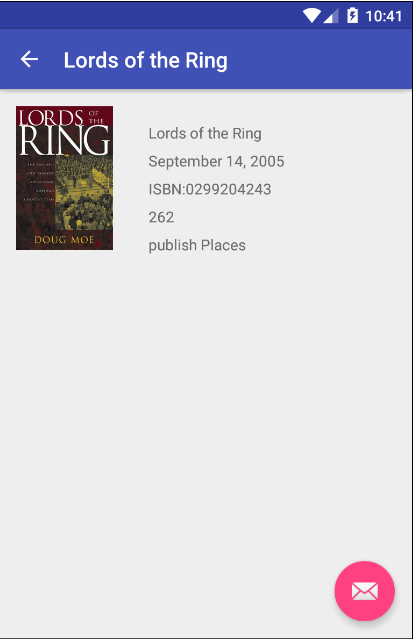 10:41
Lords of the Ring
LORDS OF
THE
RING
DOUG MOE
Lords of the Ring
September 14, 2005
ISBN:0299204243
262
publish Places